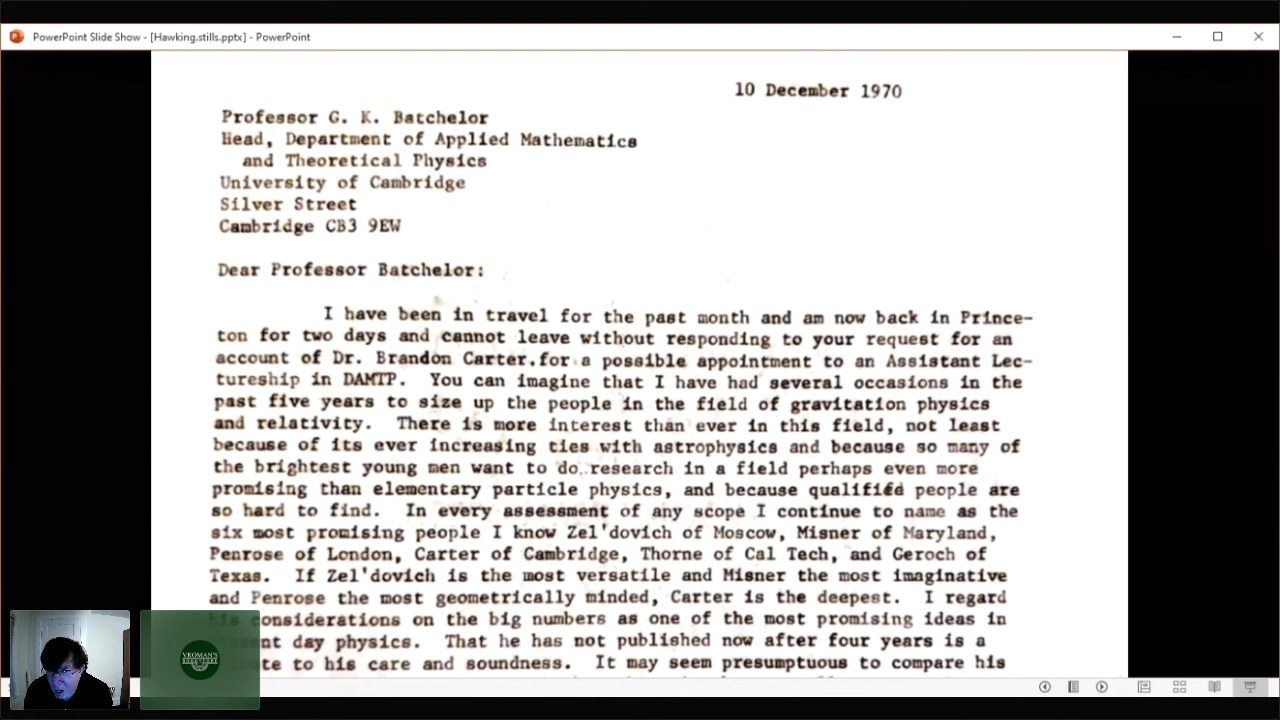 PowerPoint Slide Show - [Hawking.stills.pptx] - PowerPoint
10 December 1970
Professor G. K. Batchelor
Head, Department of Applied Mathematics
and Theoretical Physics
University of Cambridge
Silver Street
Cambridge CB3 9EW
Dear Professor Batchelor:
I have been in travel for the past month and am now back in Prince-
ton for two days and cannot leave without responding to your request for an
account of Dr. Brandon Carter.for a possible appointment to an Assistant Lec-
tureship in DAMTP. You can imagine that I have had several occasions in the
past five years to size up the people in the field of gravitation physics
and relativity. There is more interest than ever in this field, not least
because of its ever increasing ties with astrophysics and because so many of
the brightest young men want to do research in a field perhaps even more
promising than elementary particle physics, and because qualified people are
so hard to find. In every assessment of any scope I continue to name as the
six most promising people I know Zel'dovich of Moscow, Misner of Maryland,
Penrose of London, Carter of Cambridge, Thorne of Cal Tech, and Geroch of
Texas. If Zel'dovich is the most versatile and Misner the most imaginative
and Penrose the most geometrically minded, Carter is the deepest. I regard
his considerations on the big numbers as one of the most promising ideas in
day physics. That he has not published now after four years is a
to his care and soundness. It may seem presumptuous to compare his
VROMAN'S
BOOKSTORE